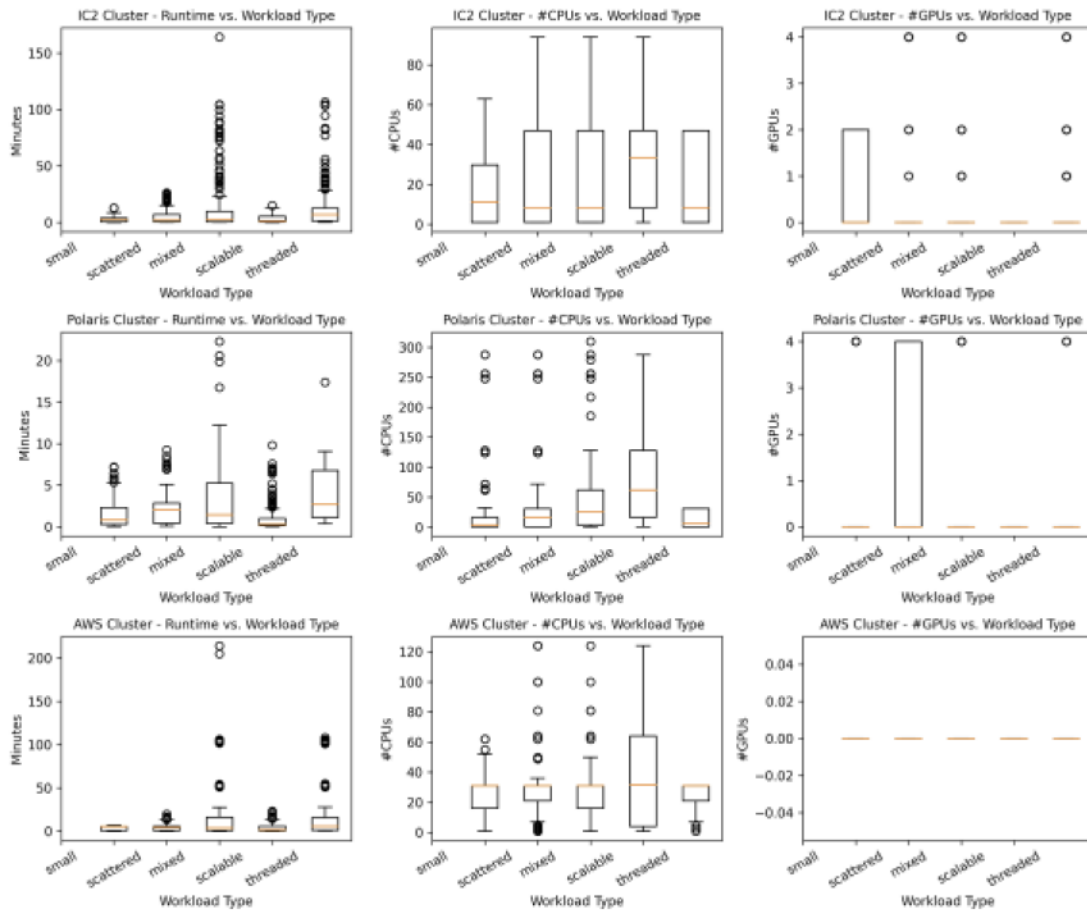 IC2 Cluster - Runtime vs. Workload Type
150
100
50
0
Minutes
small
scattered
mixed
scalable
threaded
Workload Type
IC2 Cluster - #CPUs vs. Workload Type
80
60
40
20
0
#CPUs
small
scattered
mixed
scalable
threaded
Workload Type
IC2 Cluster - #GPUs vs. Workload Type
4
3
2
1
0
#GPUs
small
scattered
mixed
scalable
threaded
Workload Type
Polaris Cluster - Runtime vs. Workload Type
20
15
10
5
0
Minutes
small
scattered
mixed
scalable
threaded
Workload Type
Polaris Cluster - #CPUs vs. Workload Type
300
250
200
150
100
50
0
#CPUs
small
scattered
mixed
scalable
threaded
Workload Type
Polaris Cluster - #GPUs vs. Workload Type
4
2
0
#GPUs
small
scattered
mixed
scalable
threaded
Workload Type
AWS Cluster - Runtime vs. Workload Type
200
150
100
50
0
Minutes
small
scattered
mixed
scalable
threaded
Workload Type
AWS Cluster - #CPUs vs. Workload Type
120
100
80
60
40
20
0
#CPUs
small
scattered
mixed
scalable
threaded
Workload Type
AWS Cluster - #GPUs vs. Workload Type
0.04
0.02
0.00
−0.02
−0.04
#GPUs
small
scattered
mixed
scalable
threaded
Workload Type